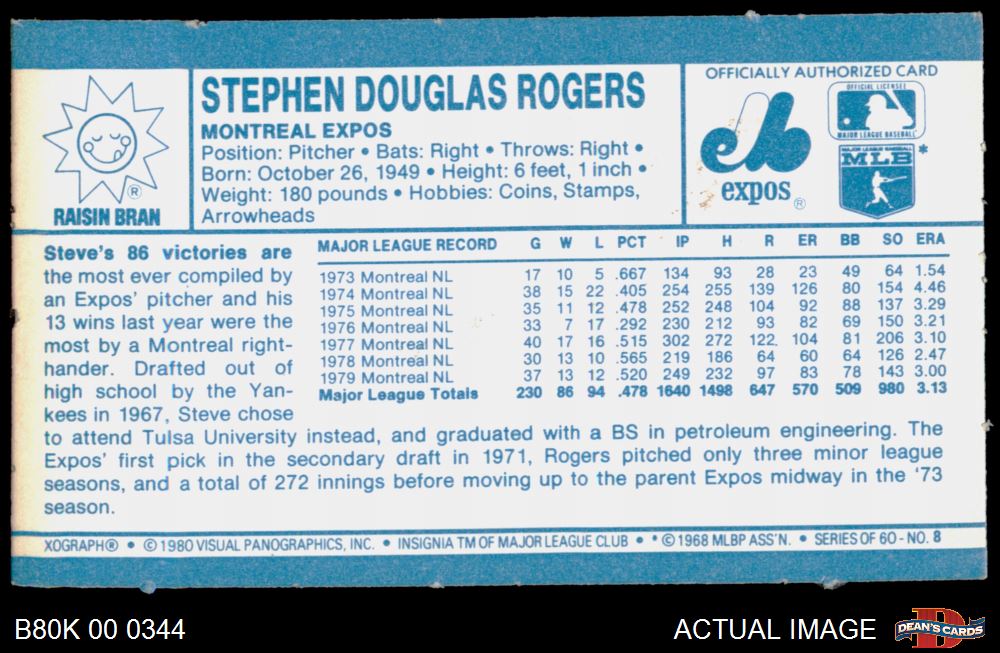 STEPHEN DOUGLAS ROGERS
MONTREAL EXPOS
Position: Pitcher • Bats: Right • Throws: Right •
Born: October 26, 1949 • Height: 6 feet, 1 inch •
Weight: 180 pounds • Hobbies: Coins, Stamps,
Arrowheads
®
RAISIN BRAN
OFFICIALLY AUTHORIZED CARD
eb
expos ®
OFFICIAL LICENSEE
MAJOR LEAGUE BASEBALL
MAJOR LEAGUE BASEBALL
MLB *
Steve's 86 victories are
the most ever compiled by
an Expos' pitcher and his
13 wins last year were the
most by a Montreal right-
hander. Drafted out of
high school by the Yan-
kees in 1967, Steve chose
MAJOR LEAGUE RECORD G W L PCT IP H R ER BB SO ERA
1973 Montreal NL 17 10 5 .667 134 93 28 23 49 64 1.54
1974 Montreal NL 38 15 22 .405 254 255 139 126 80 154 4.46
1975 Montreal NL 35 11 12 .478 252 248 104 92 88 137 3.29
1976 Montreal NL 33 7 17 .292 230 212 93 82 69 150 3.21
1977 Montreal NL 40 17 16 .515 302 272 122 104 81 206 3.10
1978 Montreal NL 30 13 10 .565 219 186 64 60 64 126 2.47
1979 Montreal NL 37 13 12 .520 249 232 97 83 78 143 3.00
Major League Totals 230 86 94 .478 1640 1498 647 570 509 980 3.13
to attend Tulsa University instead, and graduated with a BS in petroleum engineering. The
Expos' first pick in the secondary draft in 1971, Rogers pitched only three minor league
seasons, and a total of 272 innings before moving up to the parent Expos midway in the '73
season.
XOGRAPH® • © 1980 VISUAL PANOGRAPHICS, INC. • INSIGNIA TM OF MAJOR LEAGUE CLUB • * © 1968 MLBP ASS'N. • SERIES OF 60 - NO. 8
B80K 00 0344
ACTUAL IMAGE
DEAN'S CARDS